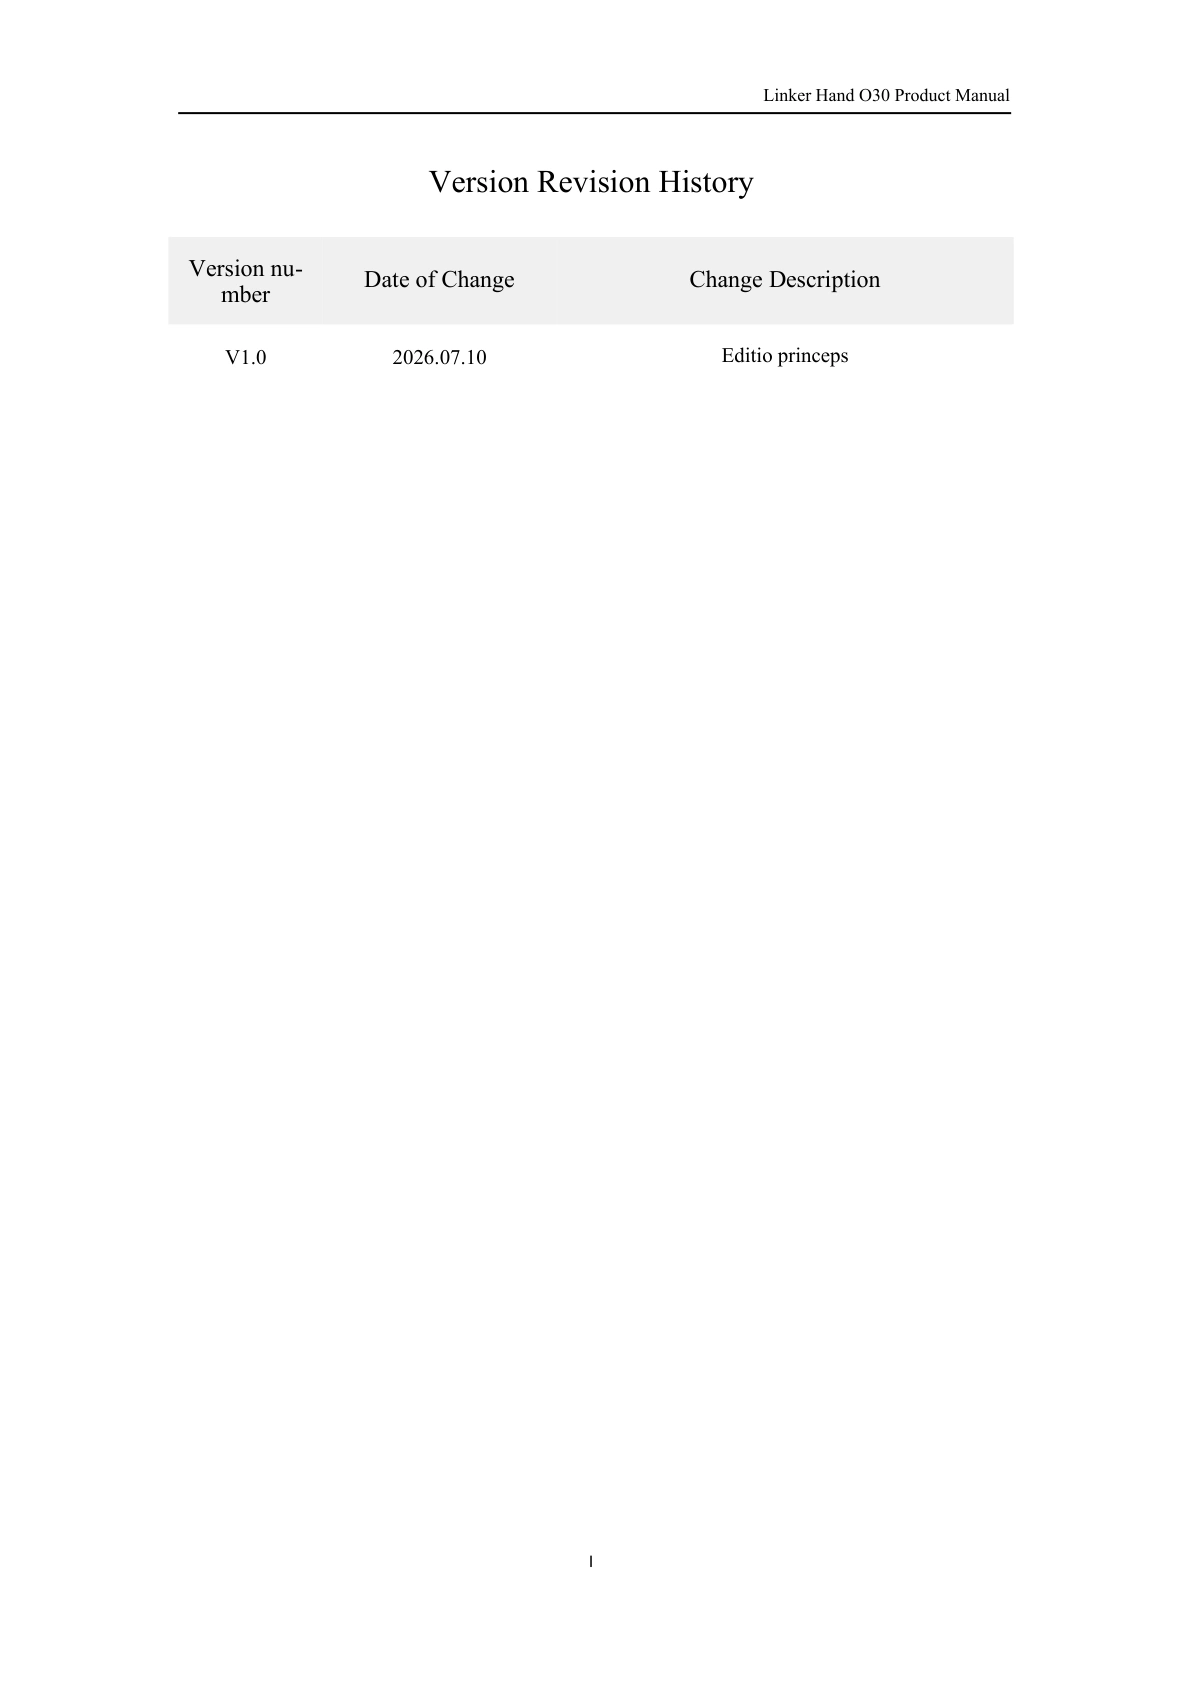 Linker Hand O30 Product Manual
Version Revision History
Version nu-
mber
Date of Change
Change Description
V1.0
2026.07.10
Editio princeps
I